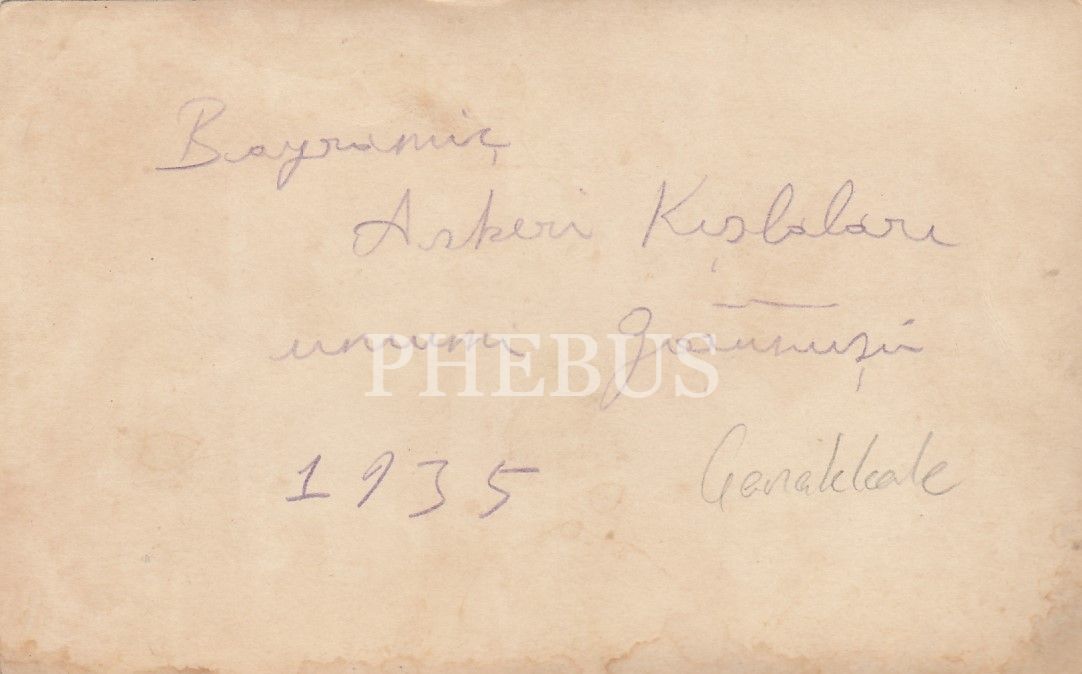 Bayramiç
Askeri Kışlaları
umumi görünüşü
PHEBUS
1935 Çanakkale